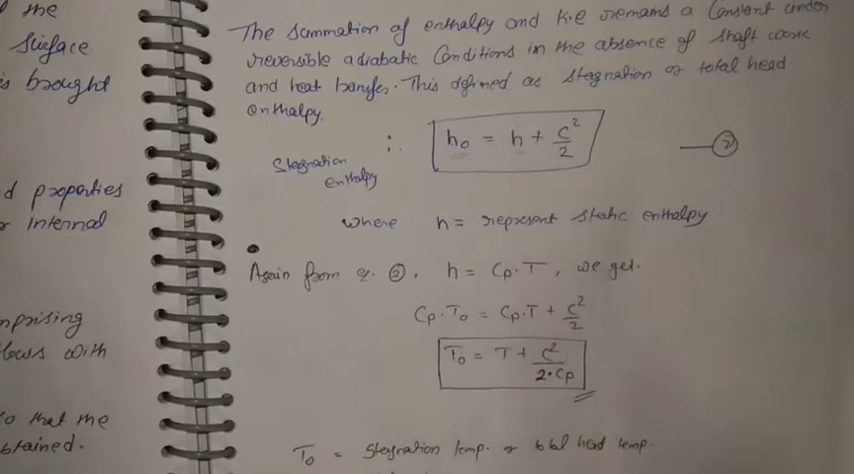 the
Surface
is brought
d properties
r Internal
mprising
lows with
so that the
obtained.
The Summation of enthalpy and K.e remains a Constant under
reversible adiabatic Conditions in the absence of shaft work
and heat transfer. This defined as stagnation or total head
enthalpy.
∴ h₀ = h + c²/2 —②
Stagnation
enthalpy
where h = represent static enthalpy
Again from eq. ②, h = Cp.T, we get.
Cp.T₀ = Cp.T + c²/2
T₀ = T + c²/2.Cp
T₀ = Stagnation temp. or total head temp.